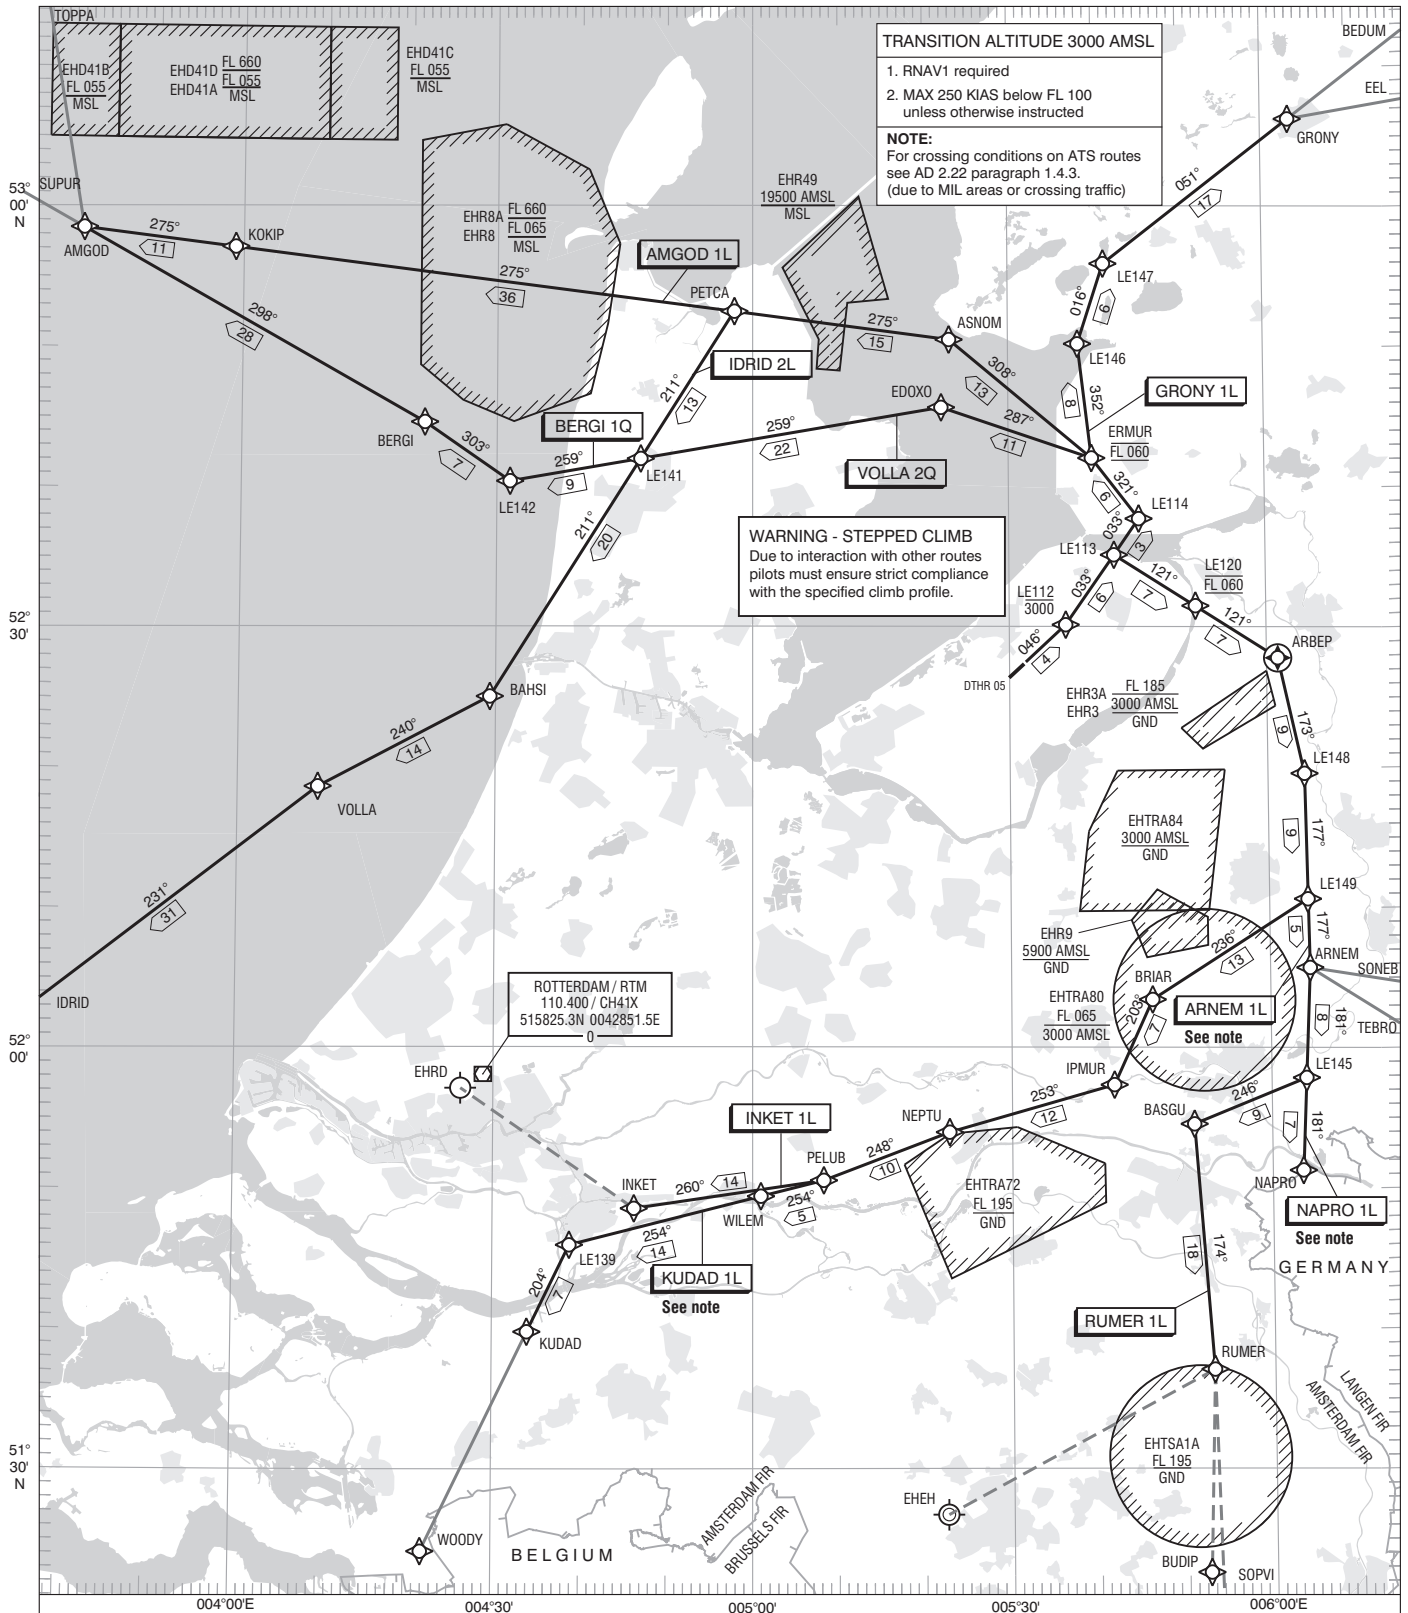 TOPPA
EHD41B
FL 055
MSL
EHD41D
EHD41A
FL 660
FL 055
MSL
EHD41C
FL 055
MSL
TRANSITION ALTITUDE 3000 AMSL
1. RNAV1 required
2. MAX 250 KIAS below FL 100
unless otherwise instructed
NOTE:
For crossing conditions on ATS routes
see AD 2.22 paragraph 1.4.3.
(due to MIL areas or crossing traffic)
BEDUM
EEL
GRONY
051°
17
53°
00'
N
SUPUR
AMGOD
275°
11
KOKIP
EHR8A
EHR8
FL 660
FL 065
MSL
EHR49
19500 AMSL
MSL
AMGOD 1L
275°
36
PETCA
298°
28
LE147
016°
9
LE146
275°
15
ASNOM
308°
13
IDRID 2L
211°
13
EDOXO
287°
11
352°
8
GRONY 1L
ERMUR
FL 060
BERGI
303°
7
BERGI 1Q
259°
9
LE142
LE141
259°
22
VOLLA 2Q
321°
6
LE114
033°
3
LE113
211°
20
WARNING - STEPPED CLIMB
Due to interaction with other routes
pilots must ensure strict compliance
with the specified climb profile.
121°
7
LE120
FL 060
LE112
3000
033°
6
046°
4
DTHR 05
121°
7
ARBEP
52°
30'
BAHSI
240°
14
VOLLA
EHR3A
EHR3
FL 185
3000 AMSL
GND
173°
9
LE148
EHTRA84
3000 AMSL
GND
177°
9
LE149
231°
31
IDRID
EHR9
5900 AMSL
GND
236°
13
177°
5
ARNEM
SONEB
TEBRO
BRIAR
EHTRA80
FL 065
3000 AMSL
203°
7
ARNEM 1L
See note
181°
8
ROTTERDAM / RTM
110.400 / CH41X
515825.3N 0042851.5E
0
52°
00'
EHRD
IPMUR
LE145
246°
9
BASGU
181°
7
NAPRO
NAPRO 1L
See note
253°
12
NEPTU
INKET 1L
248°
10
PELUB
INKET
260°
14
WILEM
254°
5
EHTRA72
FL 195
GND
254°
14
LE139
KUDAD 1L
See note
204°
7
KUDAD
174°
18
GERMANY
RUMER 1L
RUMER
LANGEN FIR
AMSTERDAM FIR
EHTSA1A
FL 195
GND
51°
30'
N
EHEH
AMSTERDAM FIR
BRUSSELS FIR
WOODY
BELGIUM
BUDIP
SOPVI
004°00'E
004°30'
005°00'
005°30'
006°00'E